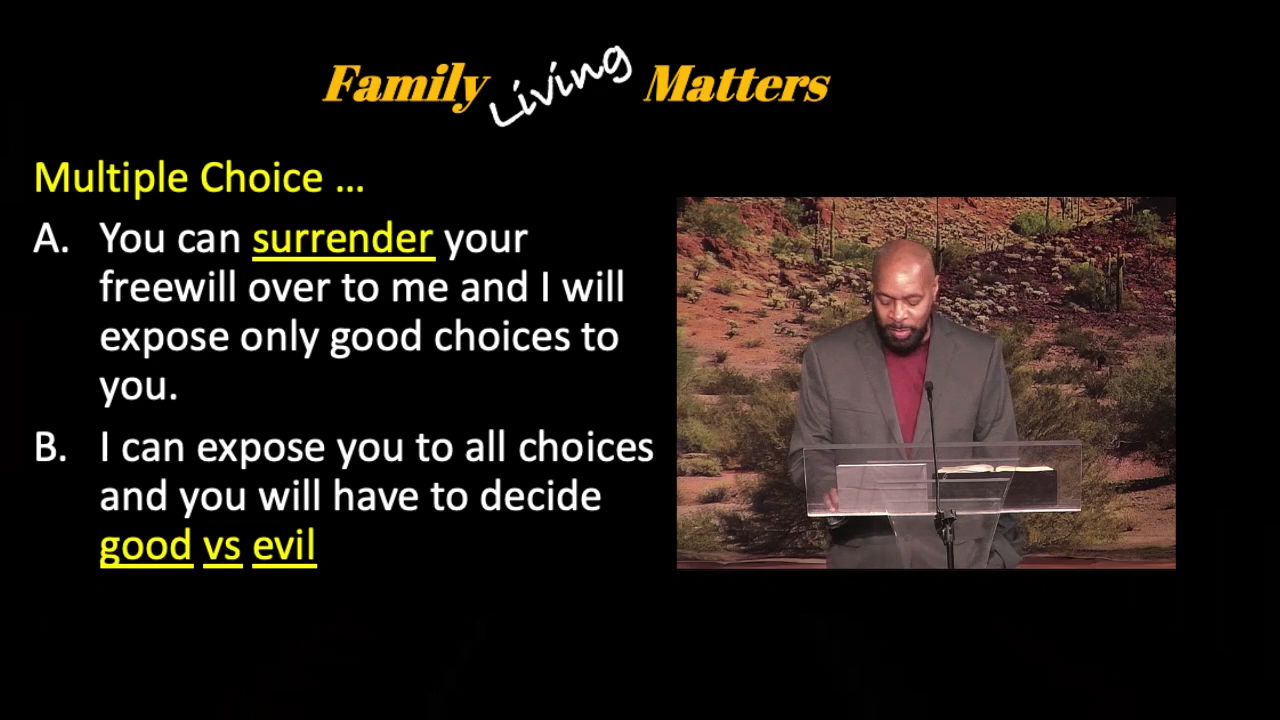 Family Living Matters
Multiple Choice ...
A. You can surrender your
freewill over to me and I will
expose only good choices to
you.
B. I can expose you to all choices
and you will have to decide
good vs evil